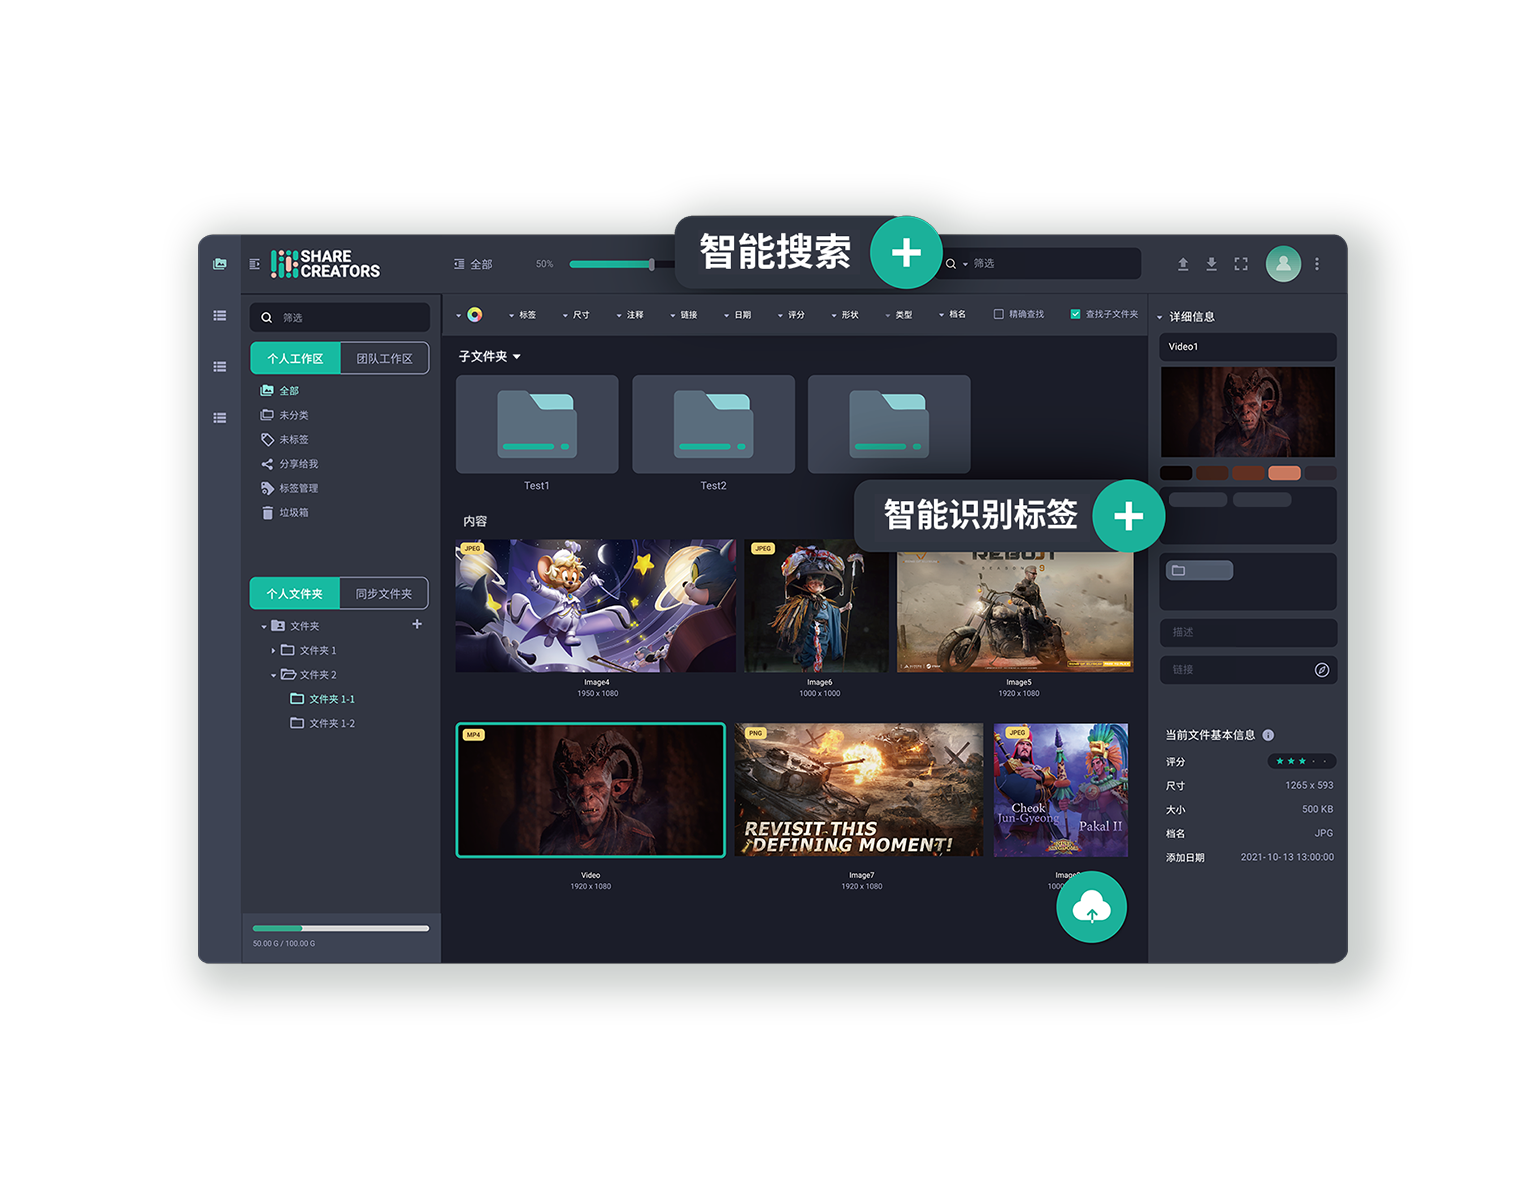 智能搜索
SHARE
CREATORS
全部
50%
筛选
筛选
个人工作区
团队工作区
全部
未分类
未标签
分享给我
标签管理
垃圾箱
个人文件夹
同步文件夹
文件夹
文件夹 1
文件夹 2
文件夹 1-1
文件夹 1-2
50.00 G / 100.00 G
标签
尺寸
注释
链接
日期
评分
形状
类型
档名
精确查找
查找子文件夹
子文件夹
Test1
Test2
智能识别标签
内容
JPEG
Image4
1950 x 1080
JPEG
Image6
1000 x 1000
SEASON 9
Image5
1920 x 1080
MP4
Video
1920 x 1080
PNG
REVISIT THIS
DEFINING MOMENT!
Image7
1920 x 1080
JPEG
Cheok
Jun-Gyeong
Pakal II
详细信息
Video1
描述
链接
当前文件基本信息
评分
尺寸 1265 x 593
大小 500 KB
档名 JPG
添加日期 2021-10-13 13:00:00